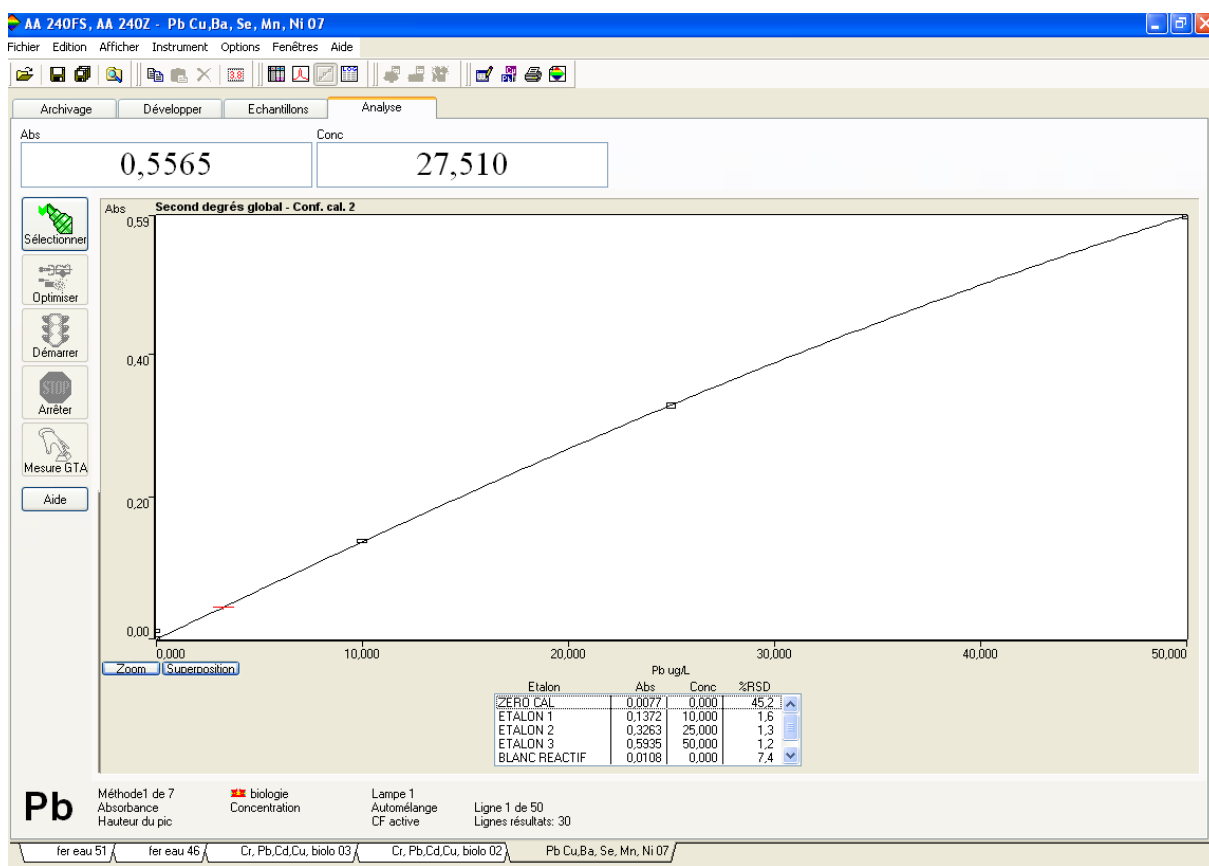 AA 240FS, AA 240Z - Pb Cu,Ba, Se, Mn, Ni 07
Fichier Edition Afficher Instrument Options Fenêtres Aide
3.8
Archivage Développer Echantillons Analyse
Abs Conc
0,5565 27,510
Sélectionner
Optimiser
Démarrer
STOP
Arrêter
Mesure GTA
Aide
Abs Second degrés global - Conf. cal. 2
0,59
0,40
0,20
0,00
0,000 10,000 20,000 30,000 40,000 50,000
Zoom Superposition
Pb ug/L
Etalon Abs Conc %RSD
ZERO CAL 0,0077 0,000 45,2
ETALON 1 0,1372 10,000 1,6
ETALON 2 0,3263 25,000 1,3
ETALON 3 0,5935 50,000 1,2
BLANC REACTIF 0,0108 0,000 7,4
Pb
Méthode1 de 7 biologie Lampe 1
Absorbance Concentration Automélange Ligne 1 de 50
Hauteur du pic CF active Lignes résultats: 30
fer eau 51 fer eau 46 Cr, Pb,Cd,Cu, biolo 03 Cr, Pb,Cd,Cu, biolo 02 Pb Cu,Ba, Se, Mn, Ni 07